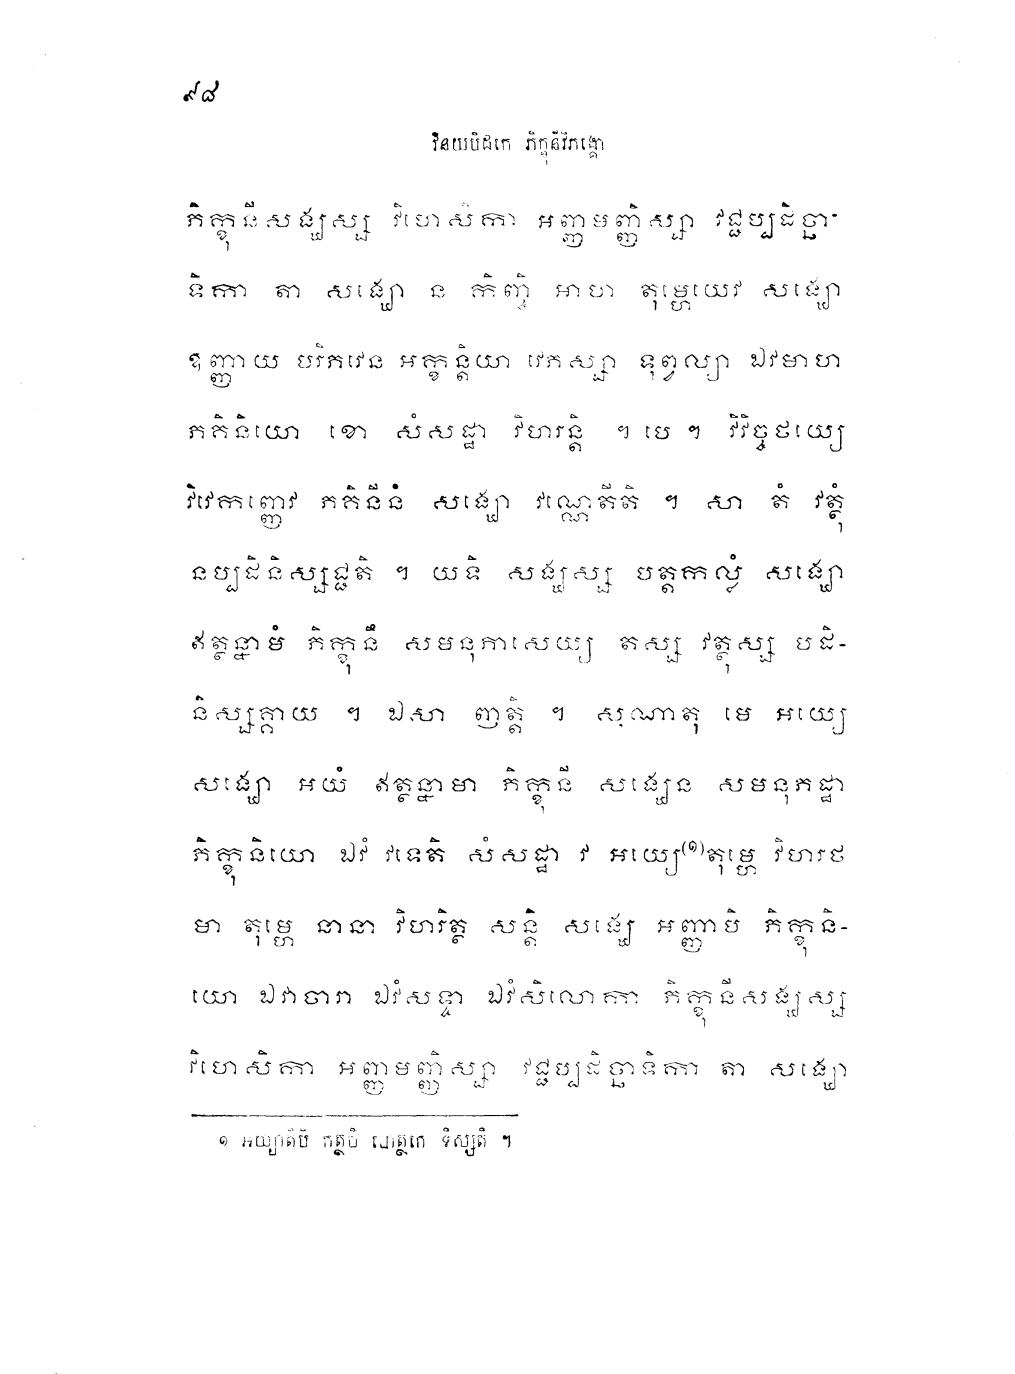 ៩៨
វិនយបិដកេ ភិក្ខុនីវិភង្គោ
ភិក្ខុនីសង្ឃស្ស វិហេសិកា អញ្ញមញ្ញិស្សា វជ្ជប្បដិច្ឆា-
ទិកា តា សង្ឃោ ន កិញ្ចិ អាហ តុម្ហេយេវ សង្ឃោ
ឧញ្ញាយ បរិភវេន អក្ខន្តិយា វេភស្សា ទុព្វល្យា ឯវមាហ
ភគិនិយោ ខោ សំសដ្ឋា វិហរន្តិ ។ បេ ។ វិវិច្ចថយ្យេ
វិវេកញ្ញេវ ភគិនីនំ សង្ឃោ វណ្ណេតីតិ ។ សា តំ វត្ថុំ
នប្បដិនិស្សជ្ជតិ ។ យទិ សង្ឃស្ស បត្តកល្លំ សង្ឃោ
ឥត្ថន្នាមំ ភិក្ខុនឹ សមនុភាសេយ្យ តស្ស វត្ថុស្ស បដិ-
និស្សគ្គាយ ។ ឯសា ញត្តិ ។ សុណាតុ មេ អយ្យេ
សង្ឃោ អយំ ឥត្ថន្នាមា ភិក្ខុនី សង្ឃេន សមនុភដ្ឋា
ភិក្ខុនិយោ ឯវំ វទេតិ សំសដ្ឋា វ អយ្យេ(១)តុម្ហេ វិហរថ
មា តុម្ហេ នានា វិហរិត្ថ សន្តិ សង្ឃេ អញ្ញាបិ ភិក្ខុនិ-
យោ ឯវាចារា ឯវំសទ្ទា ឯវំសិលោកា ភិក្ខុនីសង្ឃស្ស
វិហេសិកា អញ្ញមញ្ញិស្សា វជ្ជប្បដិច្ឆាទិកា តា សង្ឃោ
១ អយ្យាតិបិ កត្ថចិ បោត្ថកេ ទិស្សតិ ។